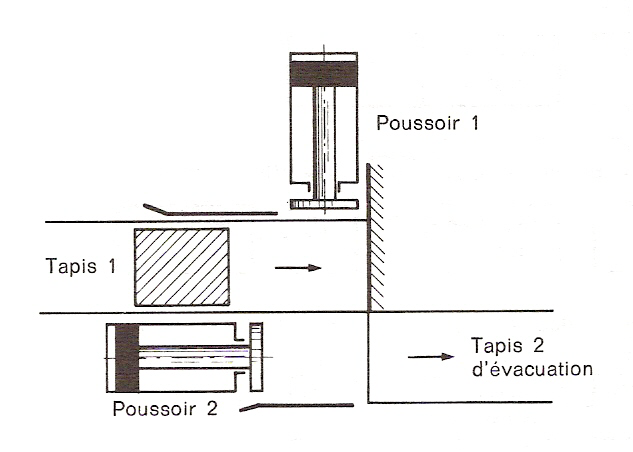 Poussoir 1
Tapis 1
Tapis 2
d'évacuation
Poussoir 2